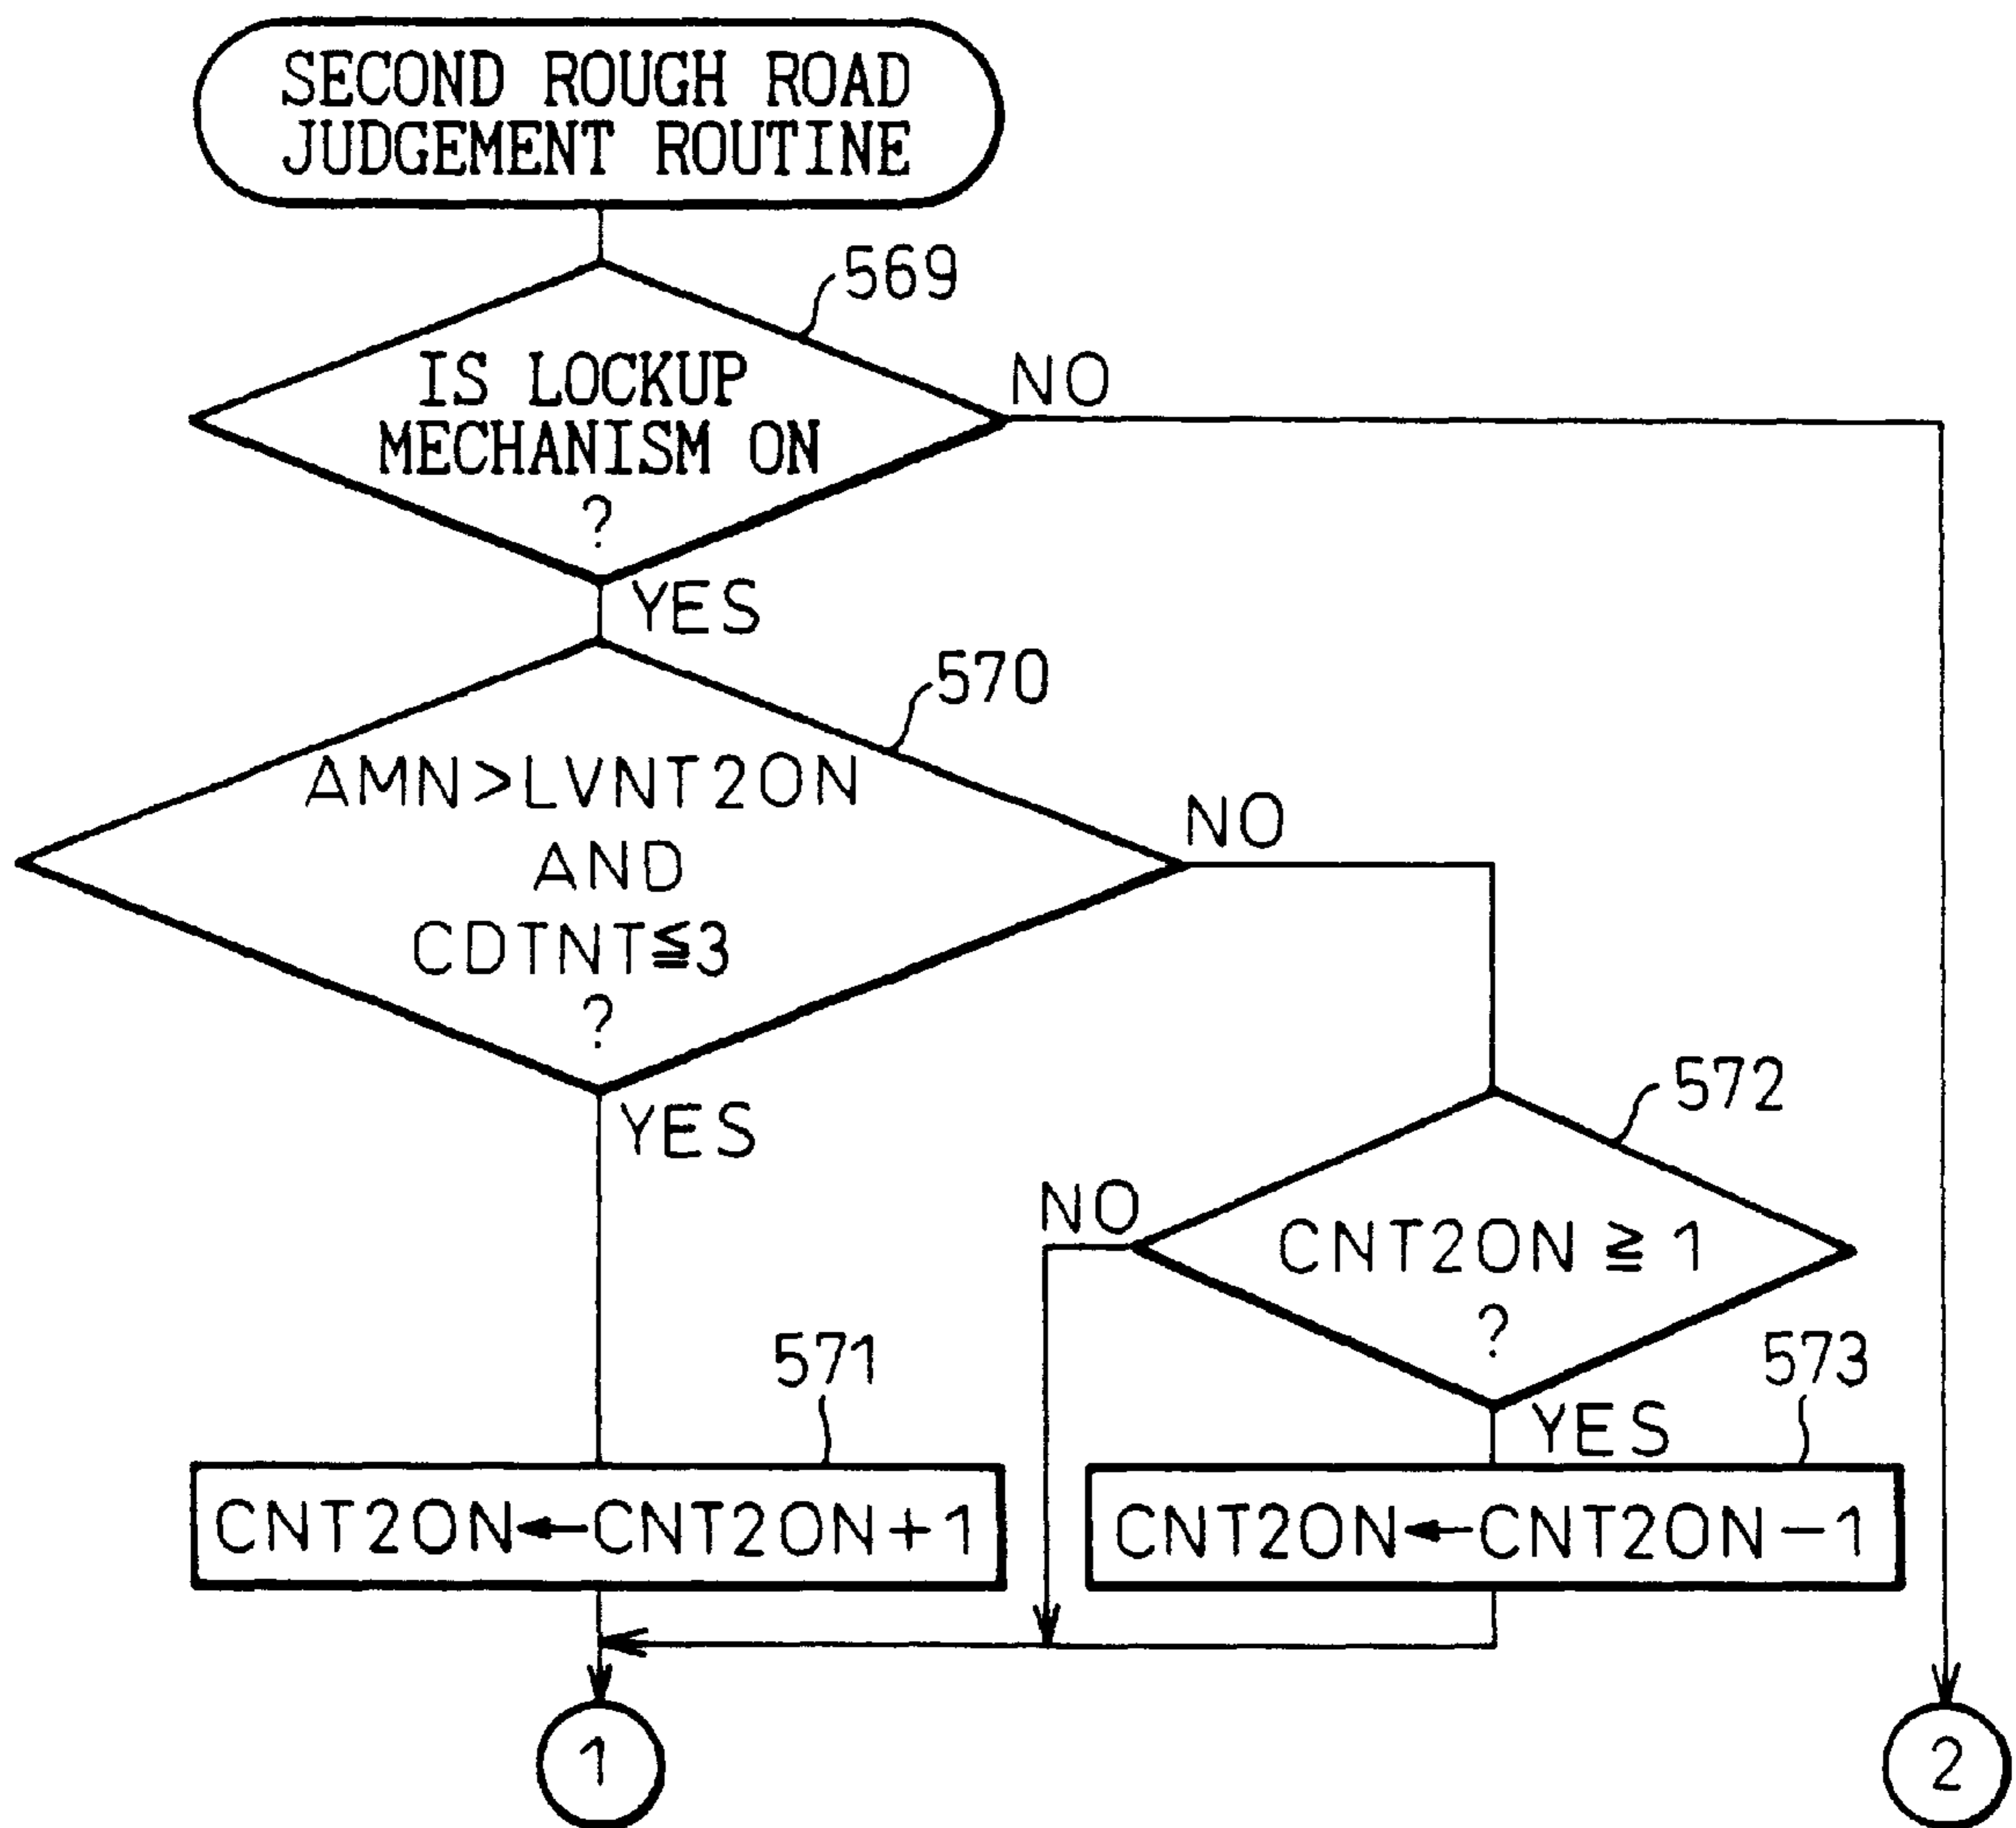 SECOND ROUGH ROAD
JUDGEMENT ROUTINE
569
IS LOCKUP
MECHANISM ON
?
NO
YES
570
AMN>LVNT2ON
AND
CDTNT≦3
?
NO
YES
572
CNT2ON≧1
?
NO
YES
571
CNT2ON←CNT2ON+1
573
CNT2ON←CNT2ON−1
1
2